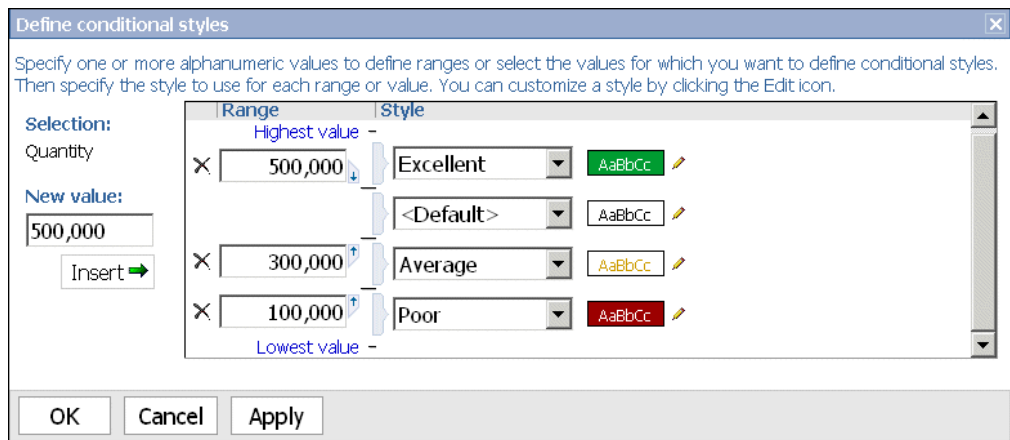 Define conditional styles
Specify one or more alphanumeric values to define ranges or select the values for which you want to define conditional styles.
Then specify the style to use for each range or value. You can customize a style by clicking the Edit icon.
Selection:
Quantity
New value:
500,000
Insert
Range Style
Highest value –
500,000 Excellent AaBbCc
<Default> AaBbCc
300,000 Average AaBbCc
100,000 Poor AaBbCc
Lowest value –
OK Cancel Apply